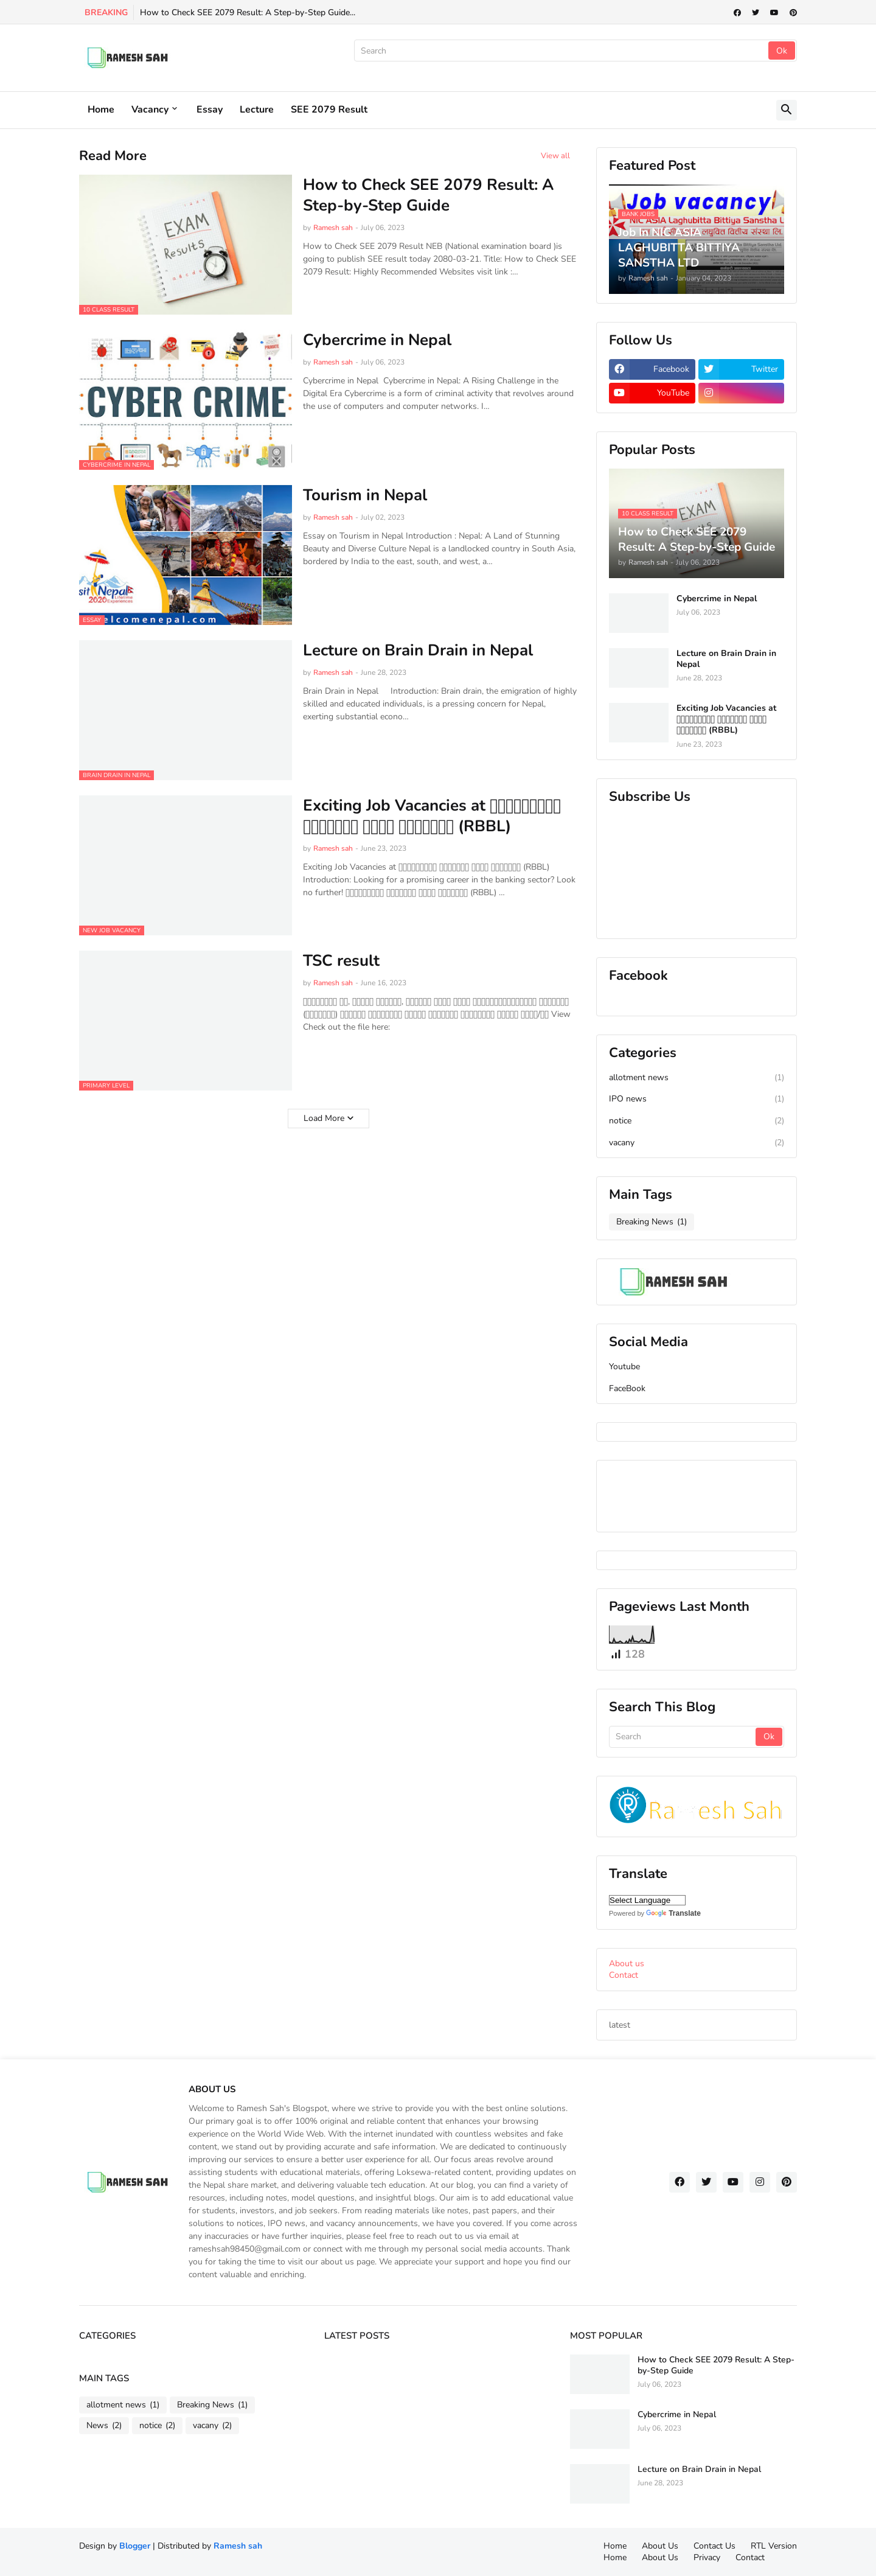 BREAKING
How to Check SEE 2079 Result: A Step-by-Step Guide...
RAMESH SAH
Search
Ok
Home
Vacancy
Essay
Lecture
SEE 2079 Result
Read More
View all
EXAM
Results
10 CLASS RESULT
How to Check SEE 2079 Result: A
Step-by-Step Guide
by Ramesh sah - July 06, 2023
How to Check SEE 2079 Result NEB (National examination board )is
going to publish SEE result today 2080-03-21. Title: How to Check SEE
2079 Result: Highly Recommended Websites visit link :...
CYBER CRIME
CYBERCRIME IN NEPAL
Cybercrime in Nepal
by Ramesh sah - July 06, 2023
Cybercrime in Nepal Cybercrime in Nepal: A Rising Challenge in the
Digital Era Cybercrime is a form of criminal activity that revolves around
the use of computers and computer networks. I...
sit Nepal
2020
elcomenepal.com
ESSAY
Tourism in Nepal
by Ramesh sah - July 02, 2023
Essay on Tourism in Nepal Introduction : Nepal: A Land of Stunning
Beauty and Diverse Culture Nepal is a landlocked country in South Asia,
bordered by India to the east, south, and west, a...
BRAIN DRAIN IN NEPAL
Lecture on Brain Drain in Nepal
by Ramesh sah - June 28, 2023
Brain Drain in Nepal Introduction: Brain drain, the emigration of highly
skilled and educated individuals, is a pressing concern for Nepal,
exerting substantial econo...
NEW JOB VACANCY
Exciting Job Vacancies at
(RBBL)
by Ramesh sah - June 23, 2023
Exciting Job Vacancies at (RBBL)
Introduction: Looking for a promising career in the banking sector? Look
no further! (RBBL) ...
PRIMARY LEVEL
TSC result
by Ramesh sah - June 16, 2023
View
Check out the file here:
Load More
Featured Post
Job vacancy
NIC ASIA Laghubitta Bittiya Sanstha Ltd
BANK JOBS
Job in NIC ASIA
LAGHUBITTA BITTIYA
SANSTHA LTD
by Ramesh sah - January 04, 2023
Follow Us
Facebook
Twitter
YouTube
Popular Posts
EXAM
10 CLASS RESULT
How to Check SEE 2079
Result: A Step-by-Step Guide
by Ramesh sah - July 06, 2023
Cybercrime in Nepal
July 06, 2023
Lecture on Brain Drain in
Nepal
June 28, 2023
Exciting Job Vacancies at
(RBBL)
June 23, 2023
Subscribe Us
Facebook
Categories
allotment news (1)
IPO news (1)
notice (2)
vacany (2)
Main Tags
Breaking News (1)
RAMESH SAH
Social Media
Youtube
FaceBook
Pageviews Last Month
128
Search This Blog
Search
Ok
Ramesh Sah
Translate
Select Language
Powered by Google Translate
About us
Contact
latest
RAMESH SAH
ABOUT US
Welcome to Ramesh Sah's Blogspot, where we strive to provide you with the best online solutions.
Our primary goal is to offer 100% original and reliable content that enhances your browsing
experience on the World Wide Web. With the internet inundated with countless websites and fake
content, we stand out by providing accurate and safe information. We are dedicated to continuously
improving our services to ensure a better user experience for all. Our focus areas revolve around
assisting students with educational materials, offering Loksewa-related content, providing updates on
the Nepal share market, and delivering valuable tech education. At our blog, you can find a variety of
resources, including notes, model questions, and insightful blogs. Our aim is to add educational value
for students, investors, and job seekers. From reading materials like notes, past papers, and their
solutions to notices, IPO news, and vacancy announcements, we have you covered. If you come across
any inaccuracies or have further inquiries, please feel free to reach out to us via email at
rameshsah98450@gmail.com or connect with me through my personal social media accounts. Thank
you for taking the time to visit our about us page. We appreciate your support and hope you find our
content valuable and enriching.
CATEGORIES
MAIN TAGS
allotment news (1)
Breaking News (1)
News (2)
notice (2)
vacany (2)
LATEST POSTS
MOST POPULAR
How to Check SEE 2079 Result: A Step-
by-Step Guide
July 06, 2023
Cybercrime in Nepal
July 06, 2023
Lecture on Brain Drain in Nepal
June 28, 2023
Design by Blogger | Distributed by Ramesh sah
Home
About Us
Contact Us
RTL Version
Home
About Us
Privacy
Contact